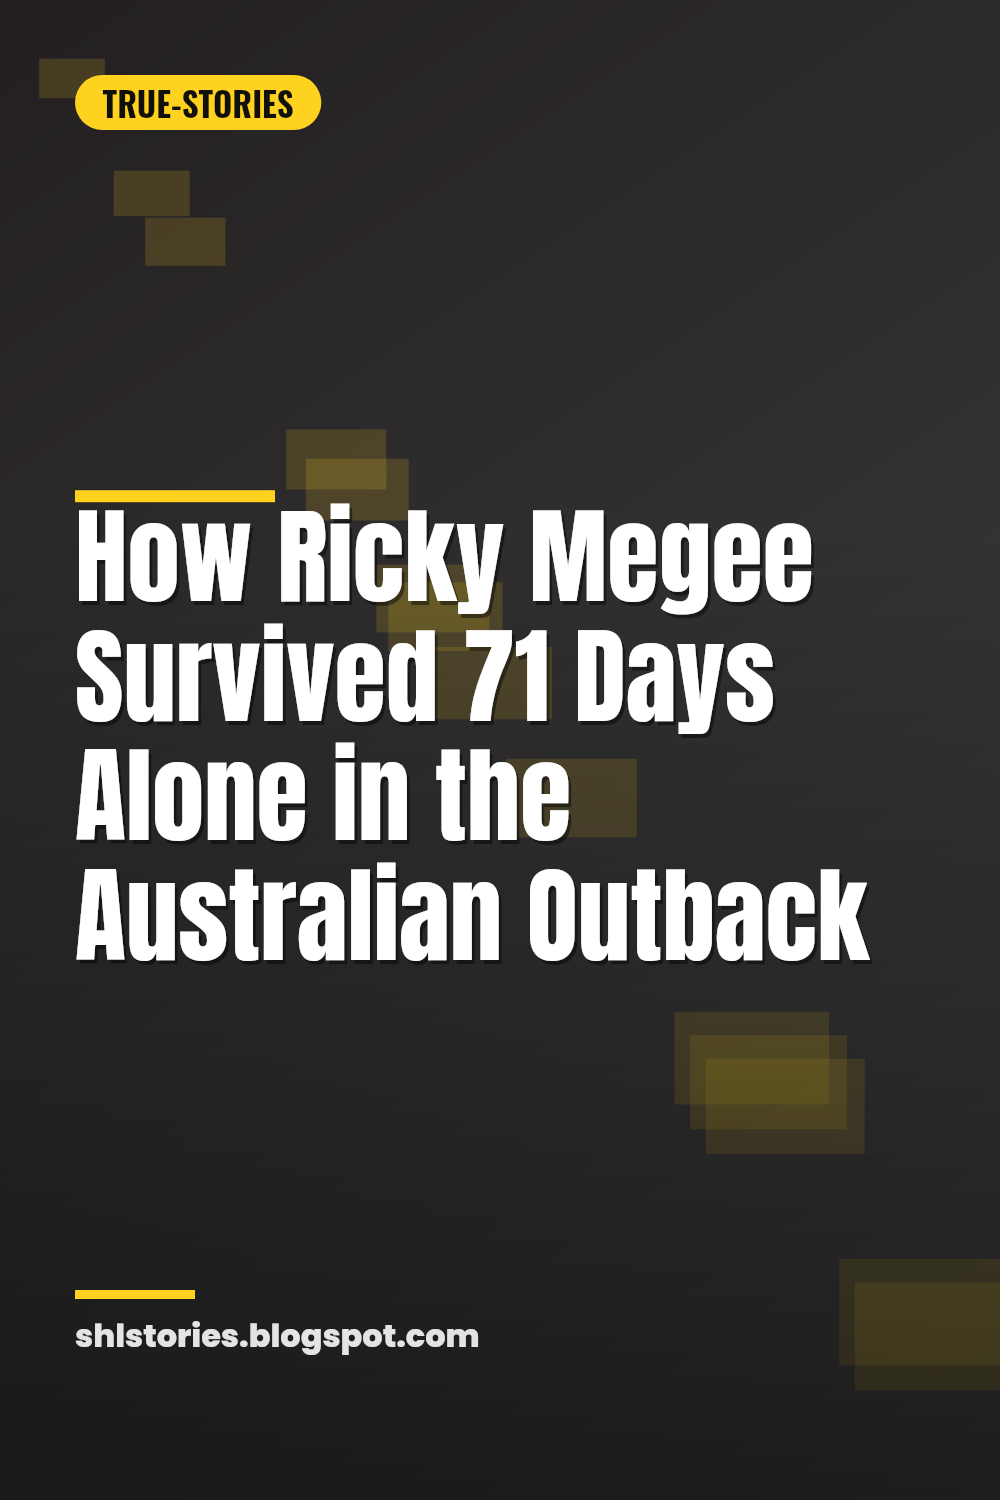 TRUE-STORIES
How Ricky Megee
Survived 71 Days
Alone in the
Australian Outback
shlstories.blogspot.com